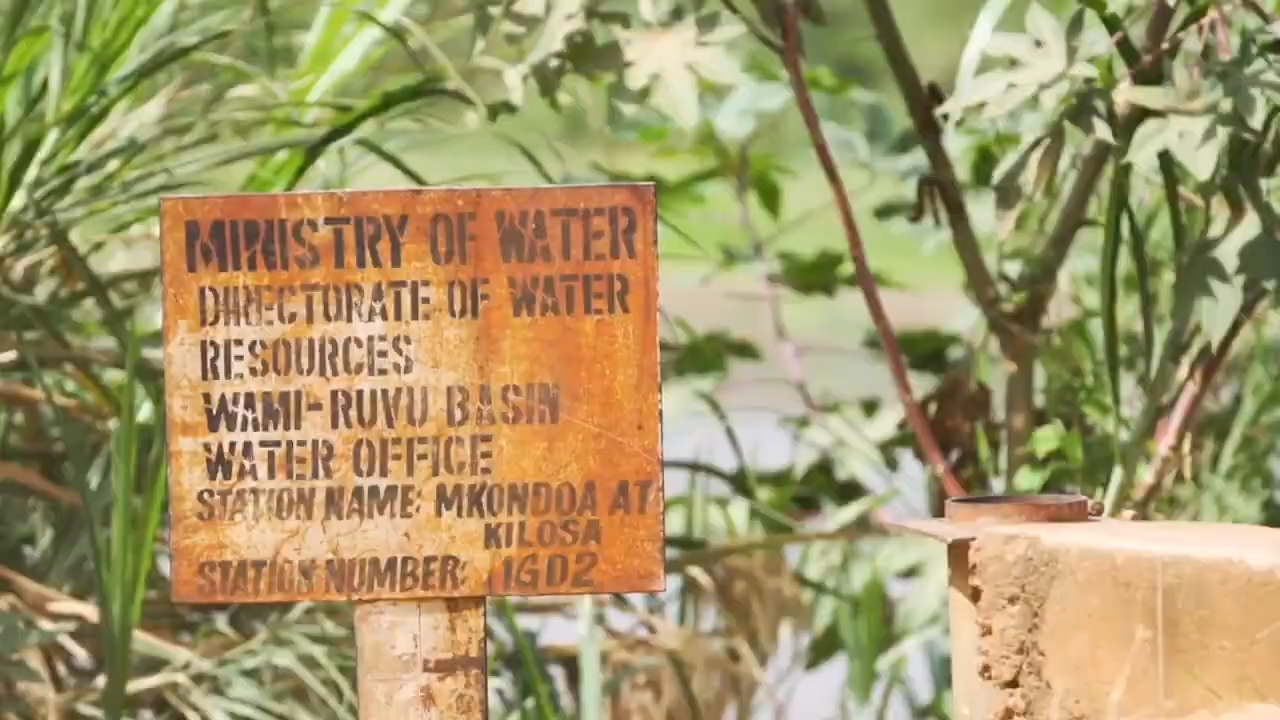 MINISTRY OF WATER
DIRECTORATE OF WATER
RESOURCES
WAMI-RUVU BASIN
WATER OFFICE
STATION NAME: MKONDOA AT
KILOSA
STATION NUMBER: 1GD2